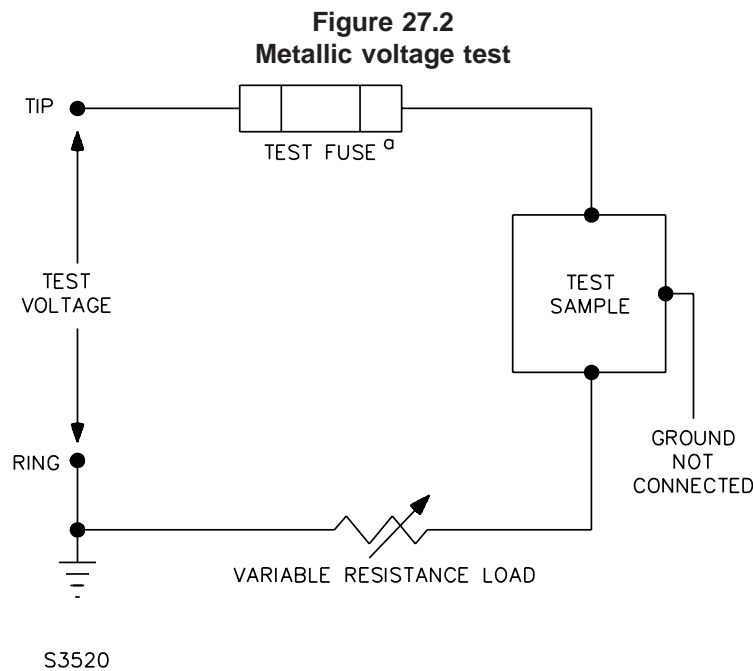 Figure 27.2
Metallic voltage test
TIP
TEST FUSE a
TEST
VOLTAGE
TEST
SAMPLE
RING
GROUND
NOT
CONNECTED
VARIABLE RESISTANCE LOAD
S3520